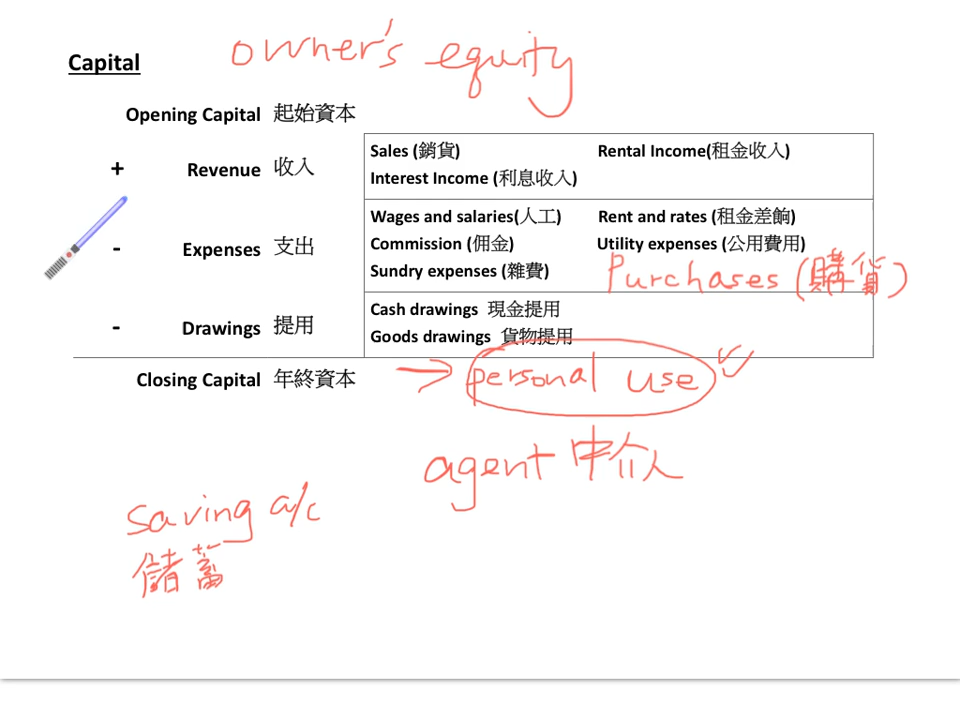 Capital owner's equity
Opening Capital 起始資本
+ Revenue 收入
Sales (銷貨) Rental Income(租金收入)
Interest Income (利息收入)
- Expenses 支出
Wages and salaries(人工) Rent and rates (租金差餉)
Commission (佣金) Utility expenses (公用費用)
Sundry expenses (雜費) Purchases (購貨)
- Drawings 提用
Cash drawings 現金提用
Goods drawings 貨物提用
Closing Capital 年終資本 → personal use ✓
agent 中介人
saving a/c
儲蓄